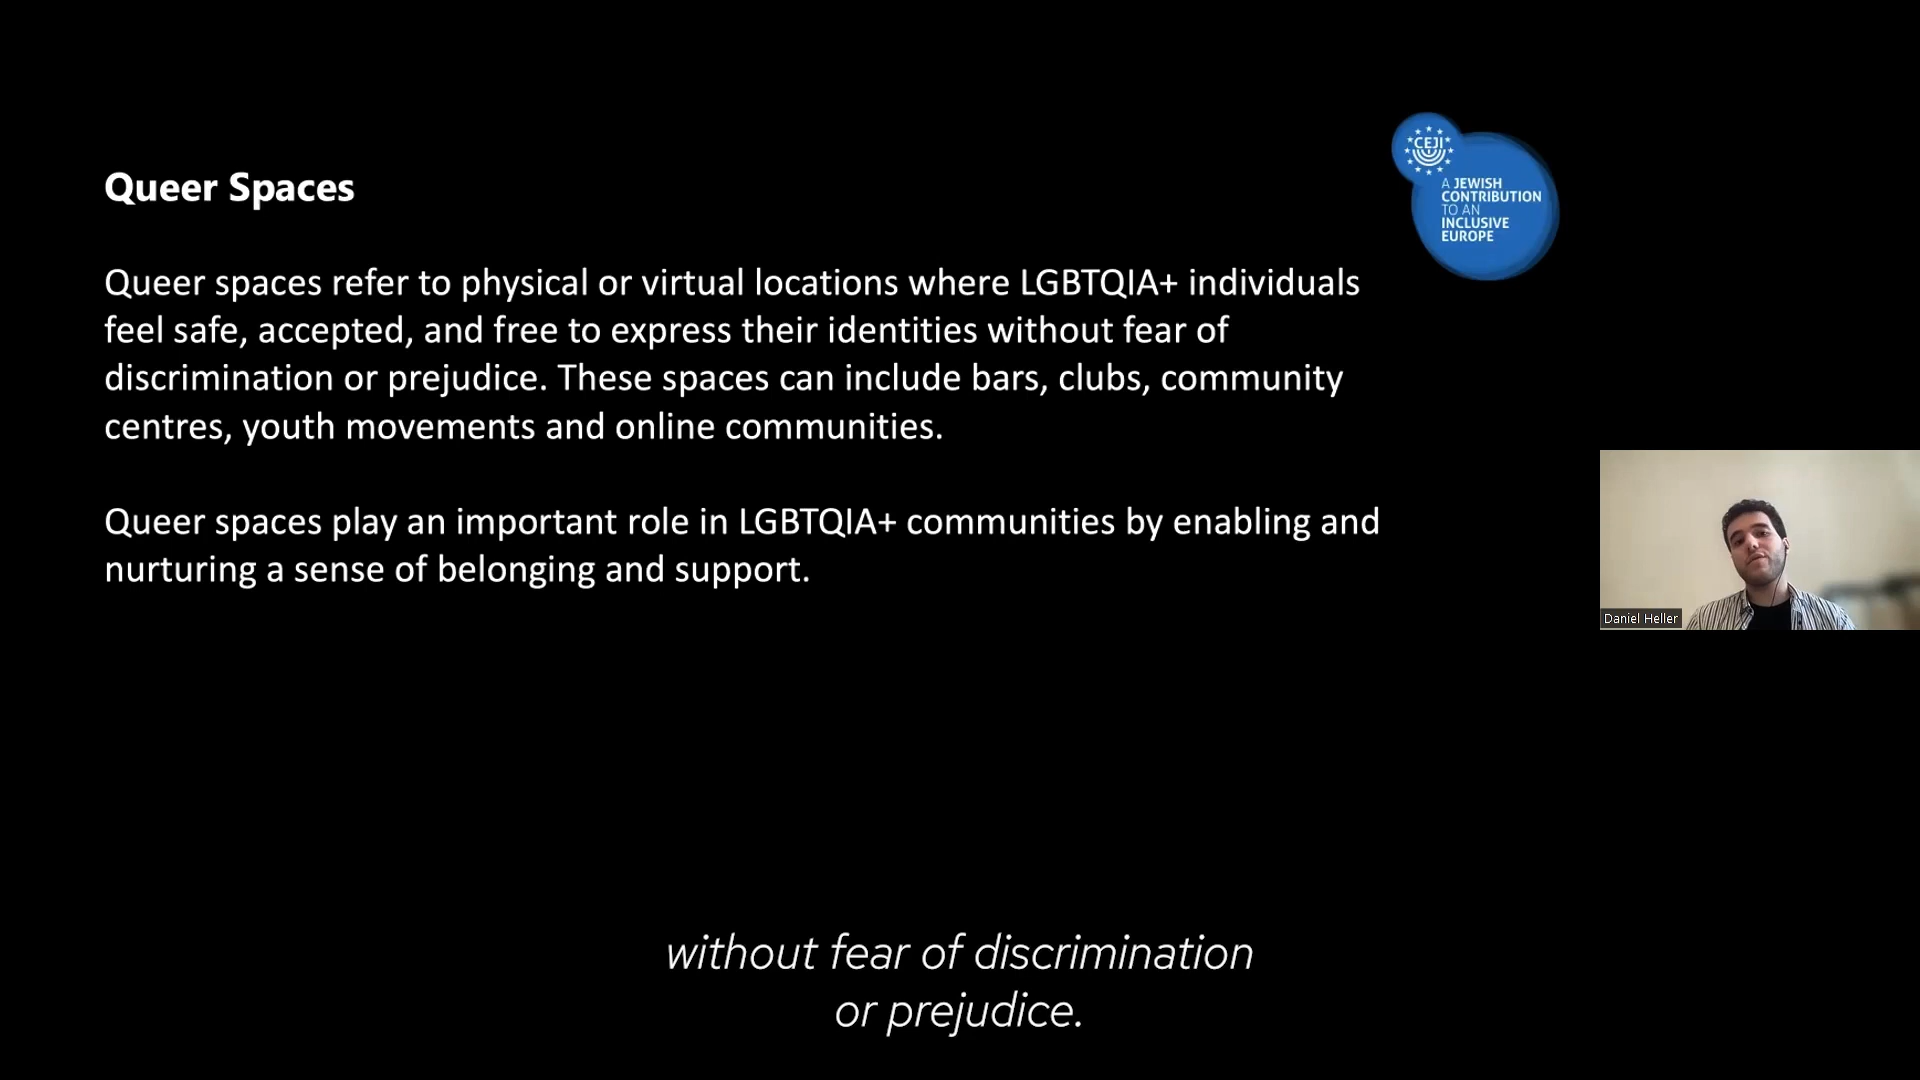 Queer Spaces
Queer spaces refer to physical or virtual locations where LGBTQIA+ individuals
feel safe, accepted, and free to express their identities without fear of
discrimination or prejudice. These spaces can include bars, clubs, community
centres, youth movements and online communities.
Queer spaces play an important role in LGBTQIA+ communities by enabling and
nurturing a sense of belonging and support.
CEJI
A JEWISH
CONTRIBUTION
TO AN
INCLUSIVE
EUROPE
Daniel Heller
without fear of discrimination
or prejudice.